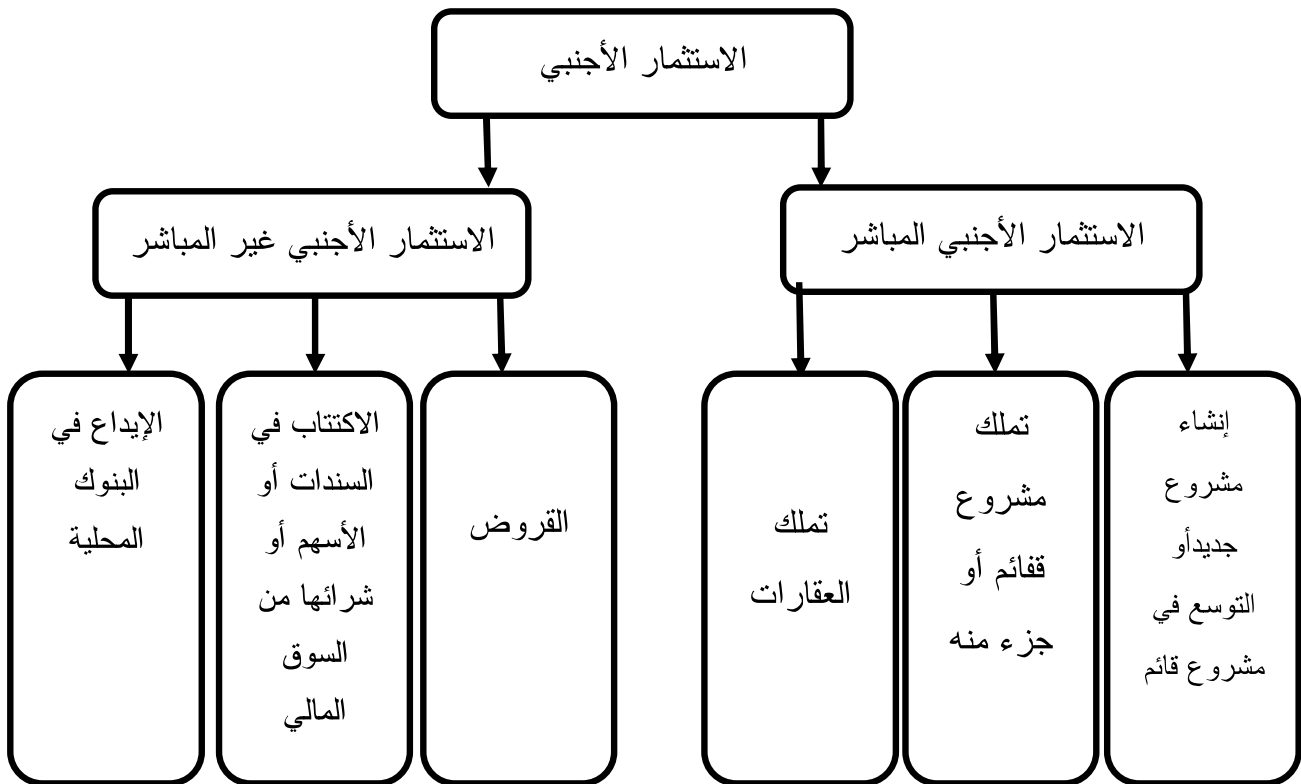 الاستثمار الأجنبي
الاستثمار الأجنبي المباشر
الاستثمار الأجنبي غير المباشر
إنشاء
مشروع
جديدأو
التوسع في
مشروع قائم
تملك
مشروع
قفائم أو
جزء منه
تملك
العقارات
القروض
الاكتتاب في
السندات أو
الأسهم أو
شرائها من
السوق
المالي
الإيداع في
البنوك
المحلية